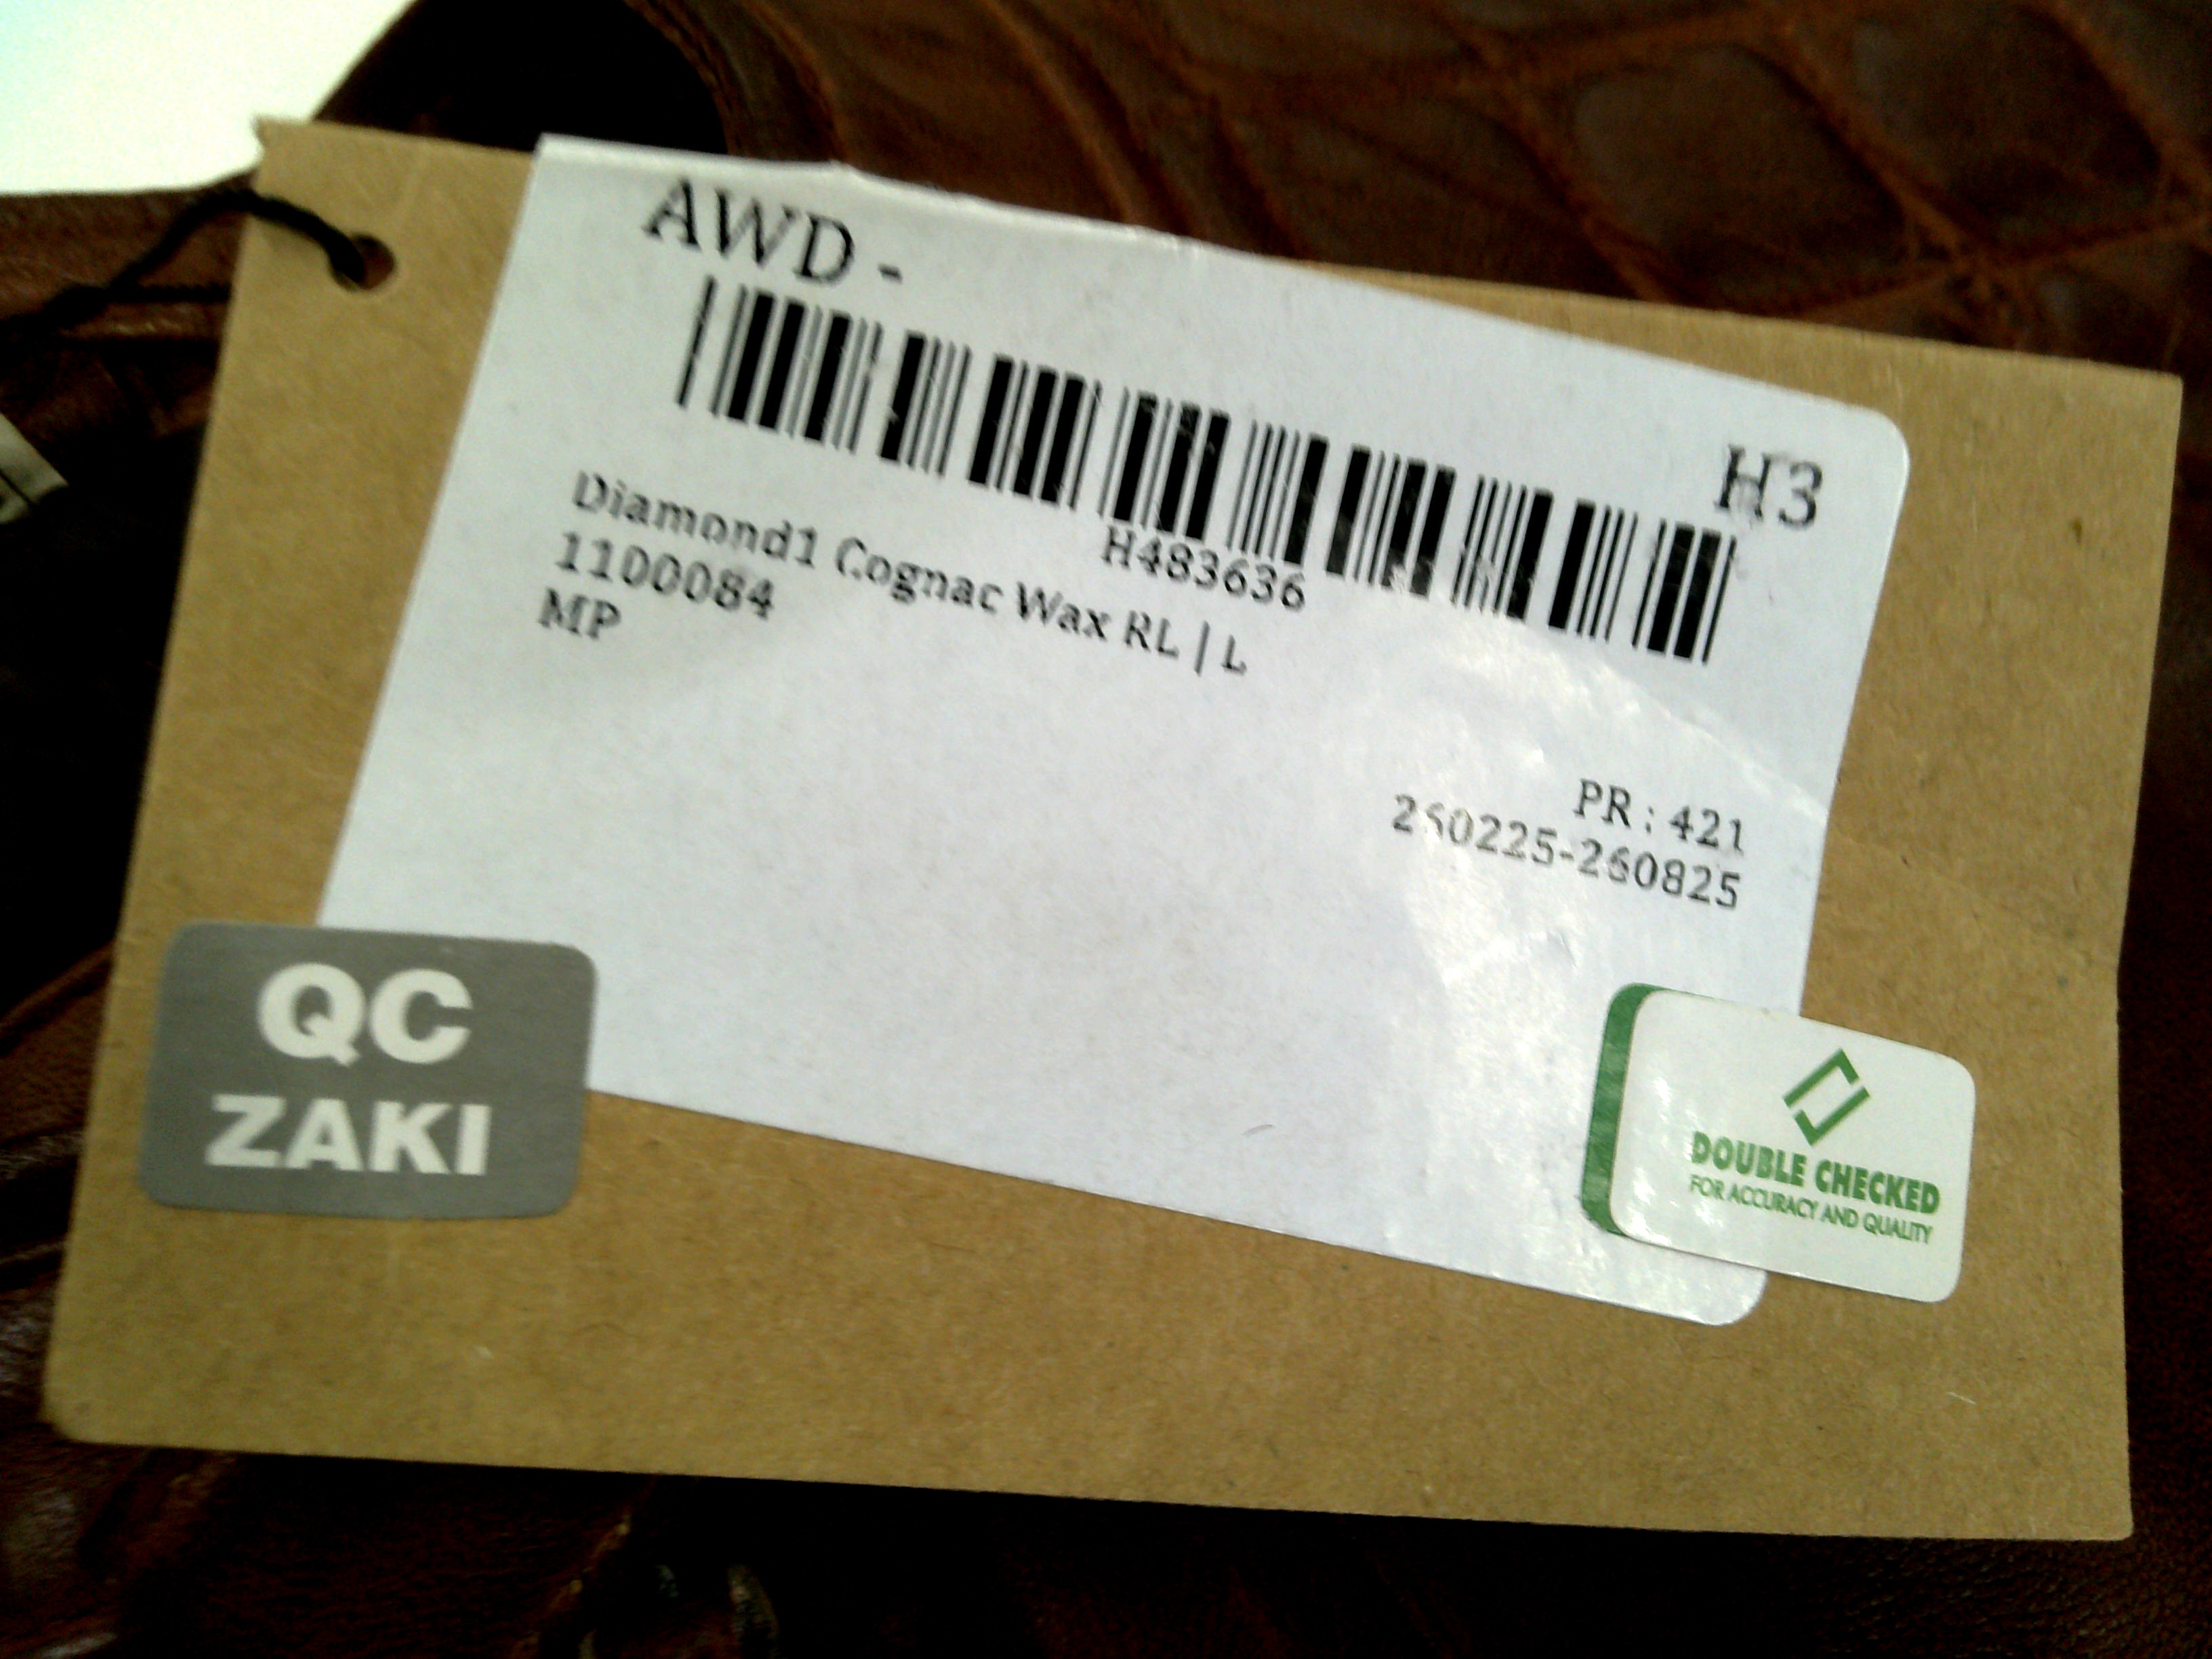 AWD -
H3
H483636
Diamond1 Cognac Wax RL | L
1100084
MP
PR : 421
260225-260825
QC
ZAKI
DOUBLE CHECKED
FOR ACCURACY AND QUALITY